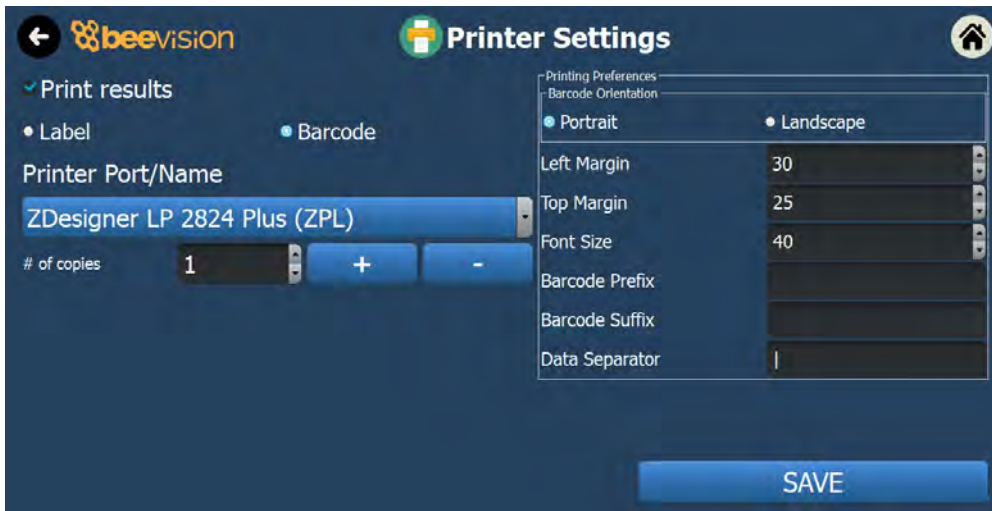 beevision
Printer Settings
Print results
Label
Barcode
Printer Port/Name
ZDesigner LP 2824 Plus (ZPL)
# of copies
1
+
-
Printing Preferences
Barcode Orientation
Portrait
Landscape
Left Margin
30
Top Margin
25
Font Size
40
Barcode Prefix
Barcode Suffix
Data Separator
|
SAVE